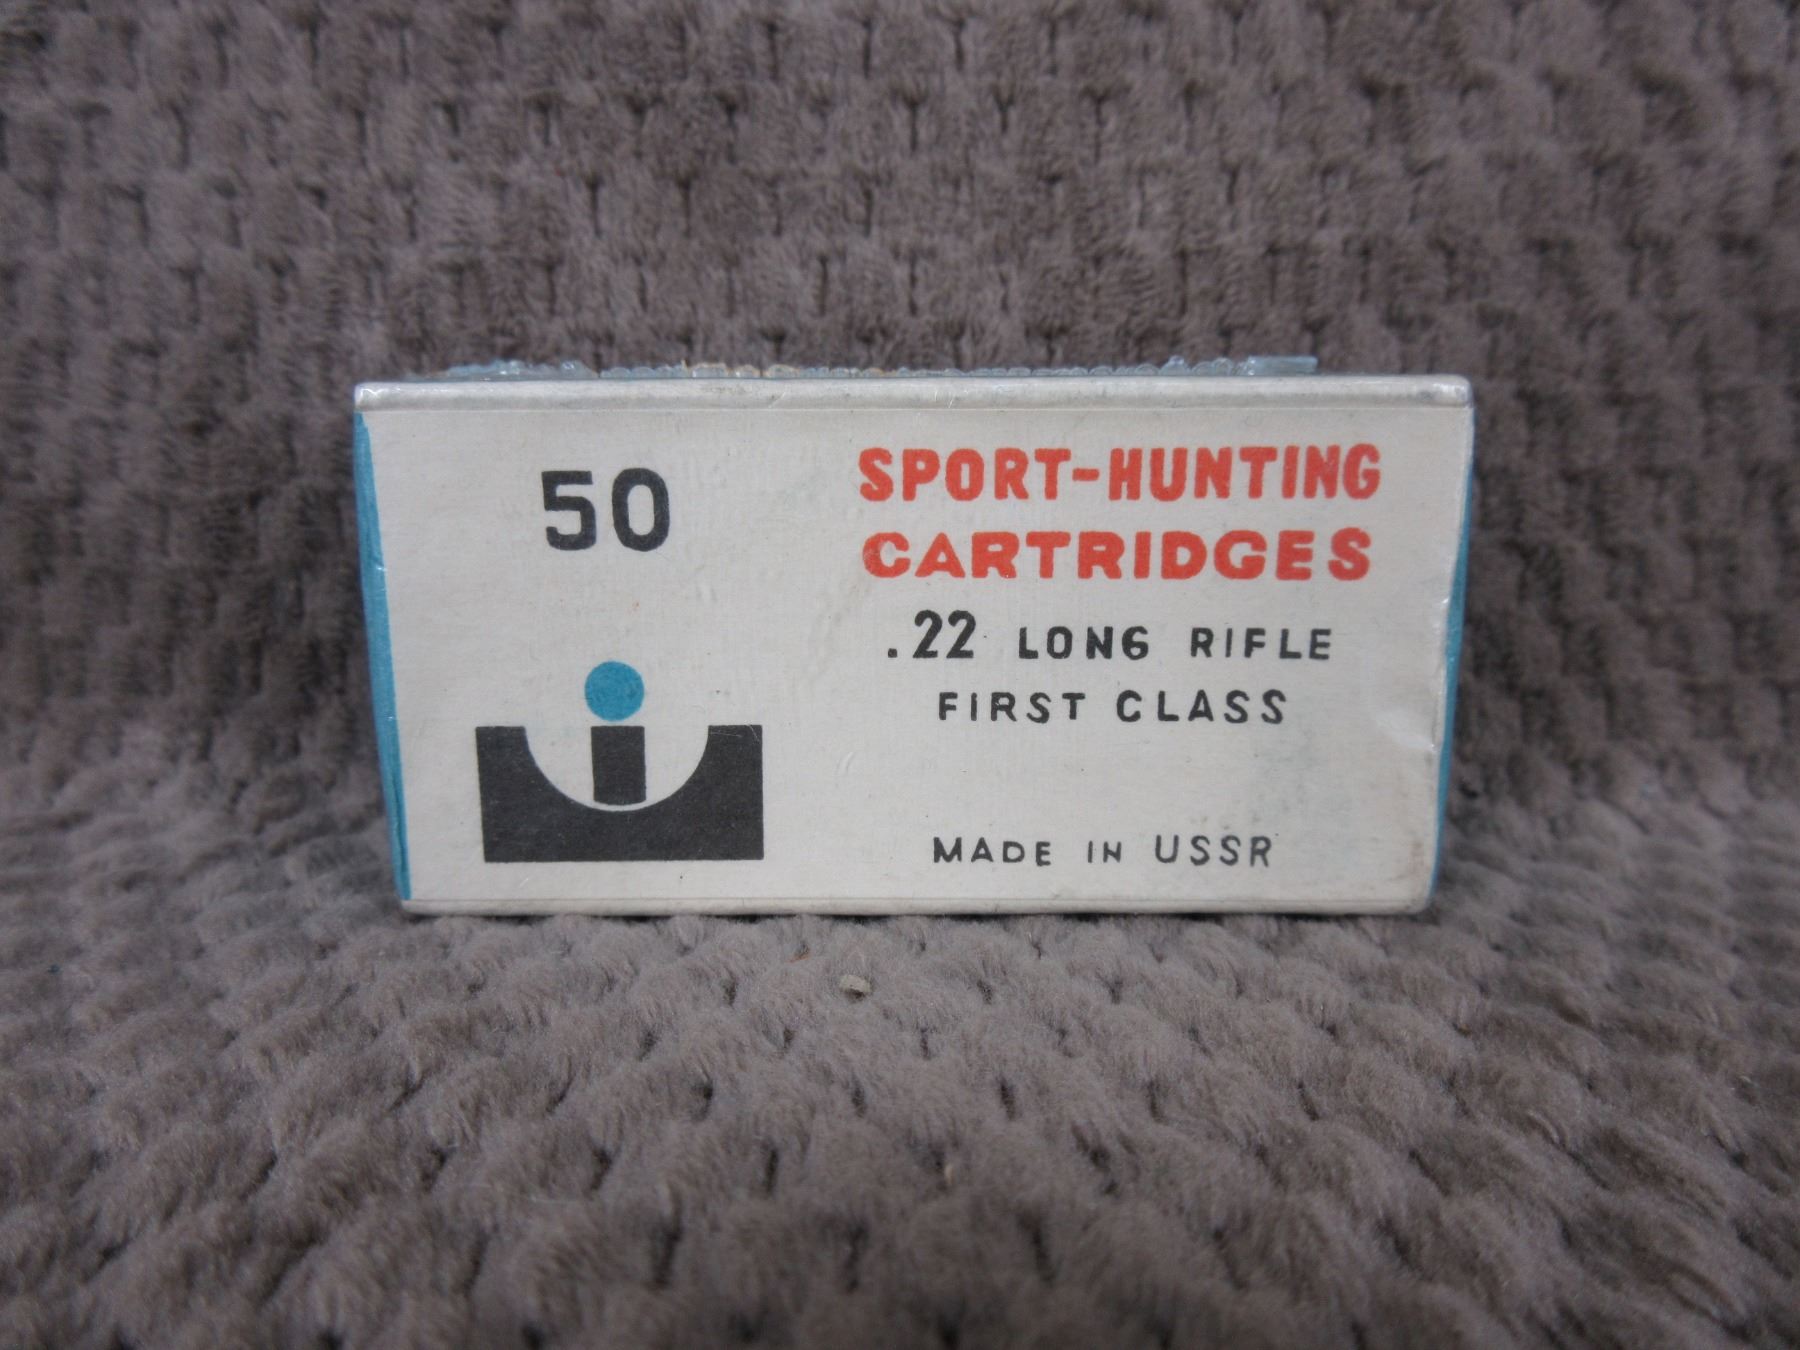 50
SPORT-HUNTING
CARTRIDGES
.22 LONG RIFLE
FIRST CLASS
MADE IN USSR